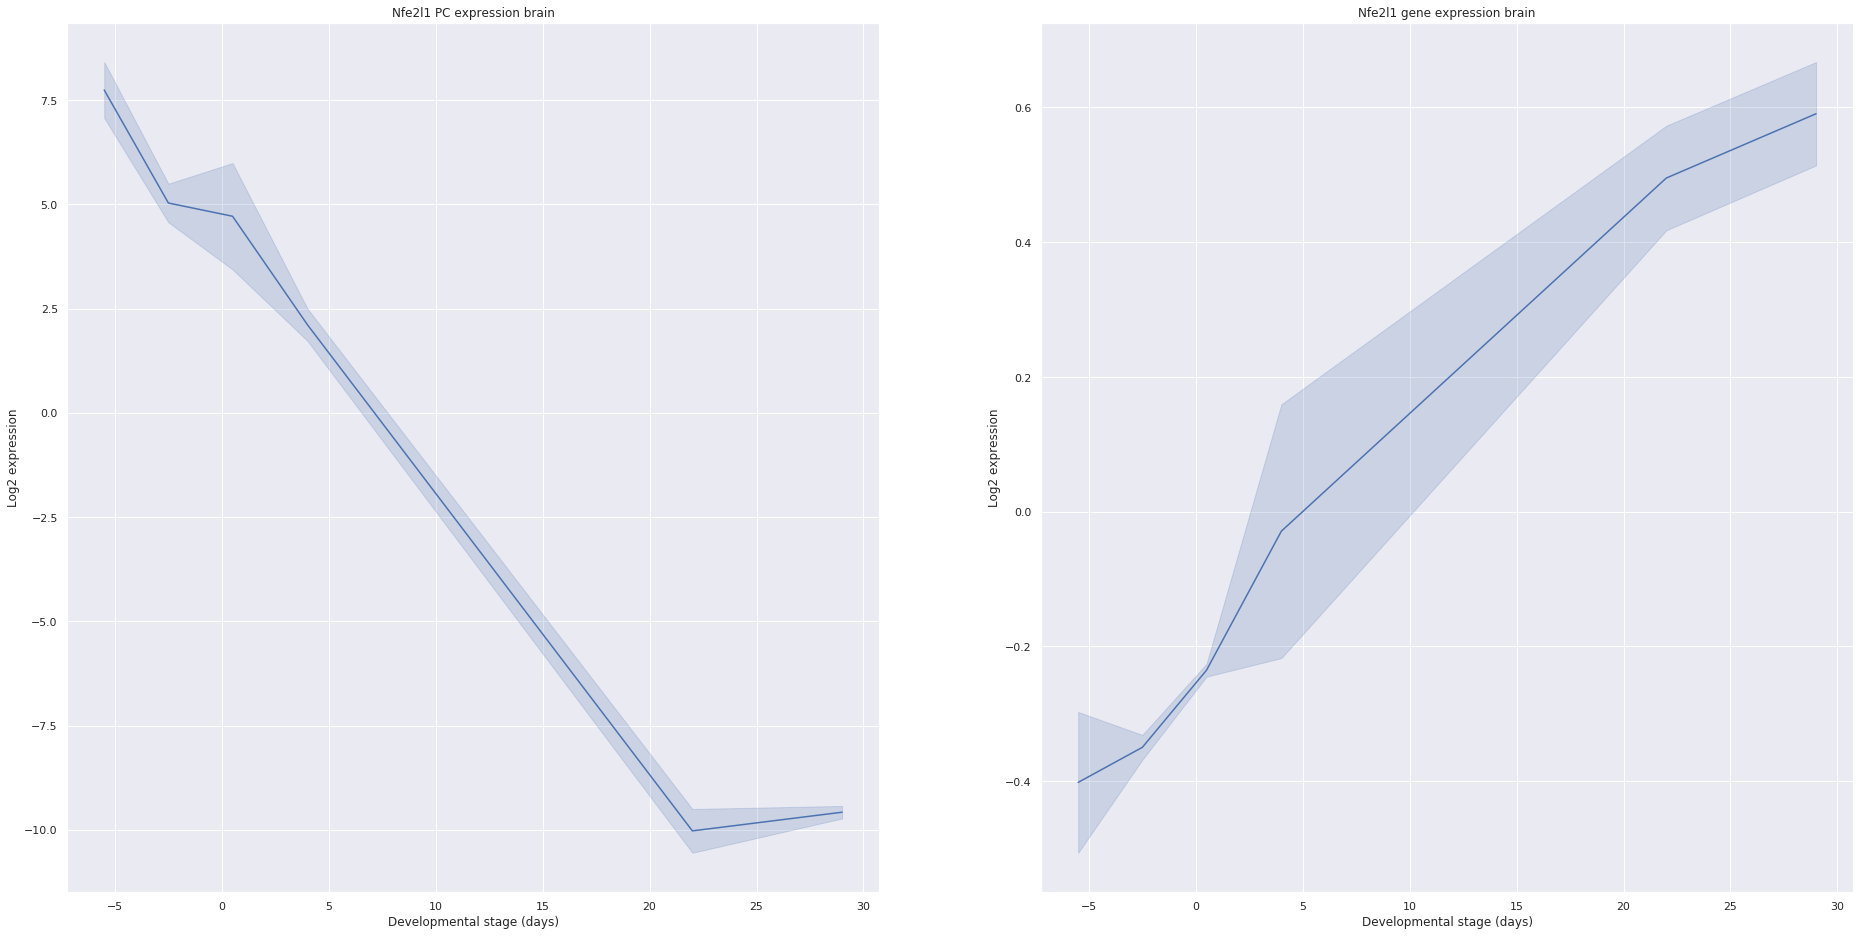 Nfe2l1 PC expression brain
Log2 expression
7.5
5.0
2.5
0.0
−2.5
−5.0
−7.5
−10.0
−5 0 5 10 15 20 25 30
Developmental stage (days)
Nfe2l1 gene expression brain
Log2 expression
0.6
0.4
0.2
0.0
−0.2
−0.4
−5 0 5 10 15 20 25 30
Developmental stage (days)